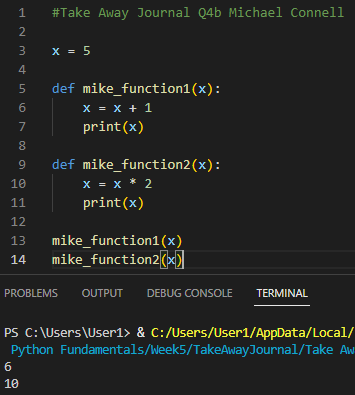 1 #Take Away Journal Q4b Michael Connell
2
3 x = 5
4
5 def mike_function1(x):
6     x = x + 1
7     print(x)
8
9 def mike_function2(x):
10     x = x * 2
11     print(x)
12
13 mike_function1(x)
14 mike_function2(x)
PROBLEMS OUTPUT DEBUG CONSOLE TERMINAL
PS C:\Users\User1> & C:/Users/User1/AppData/Local/
Python Fundamentals/Week5/TakeAwayJournal/Take Aw
6
10